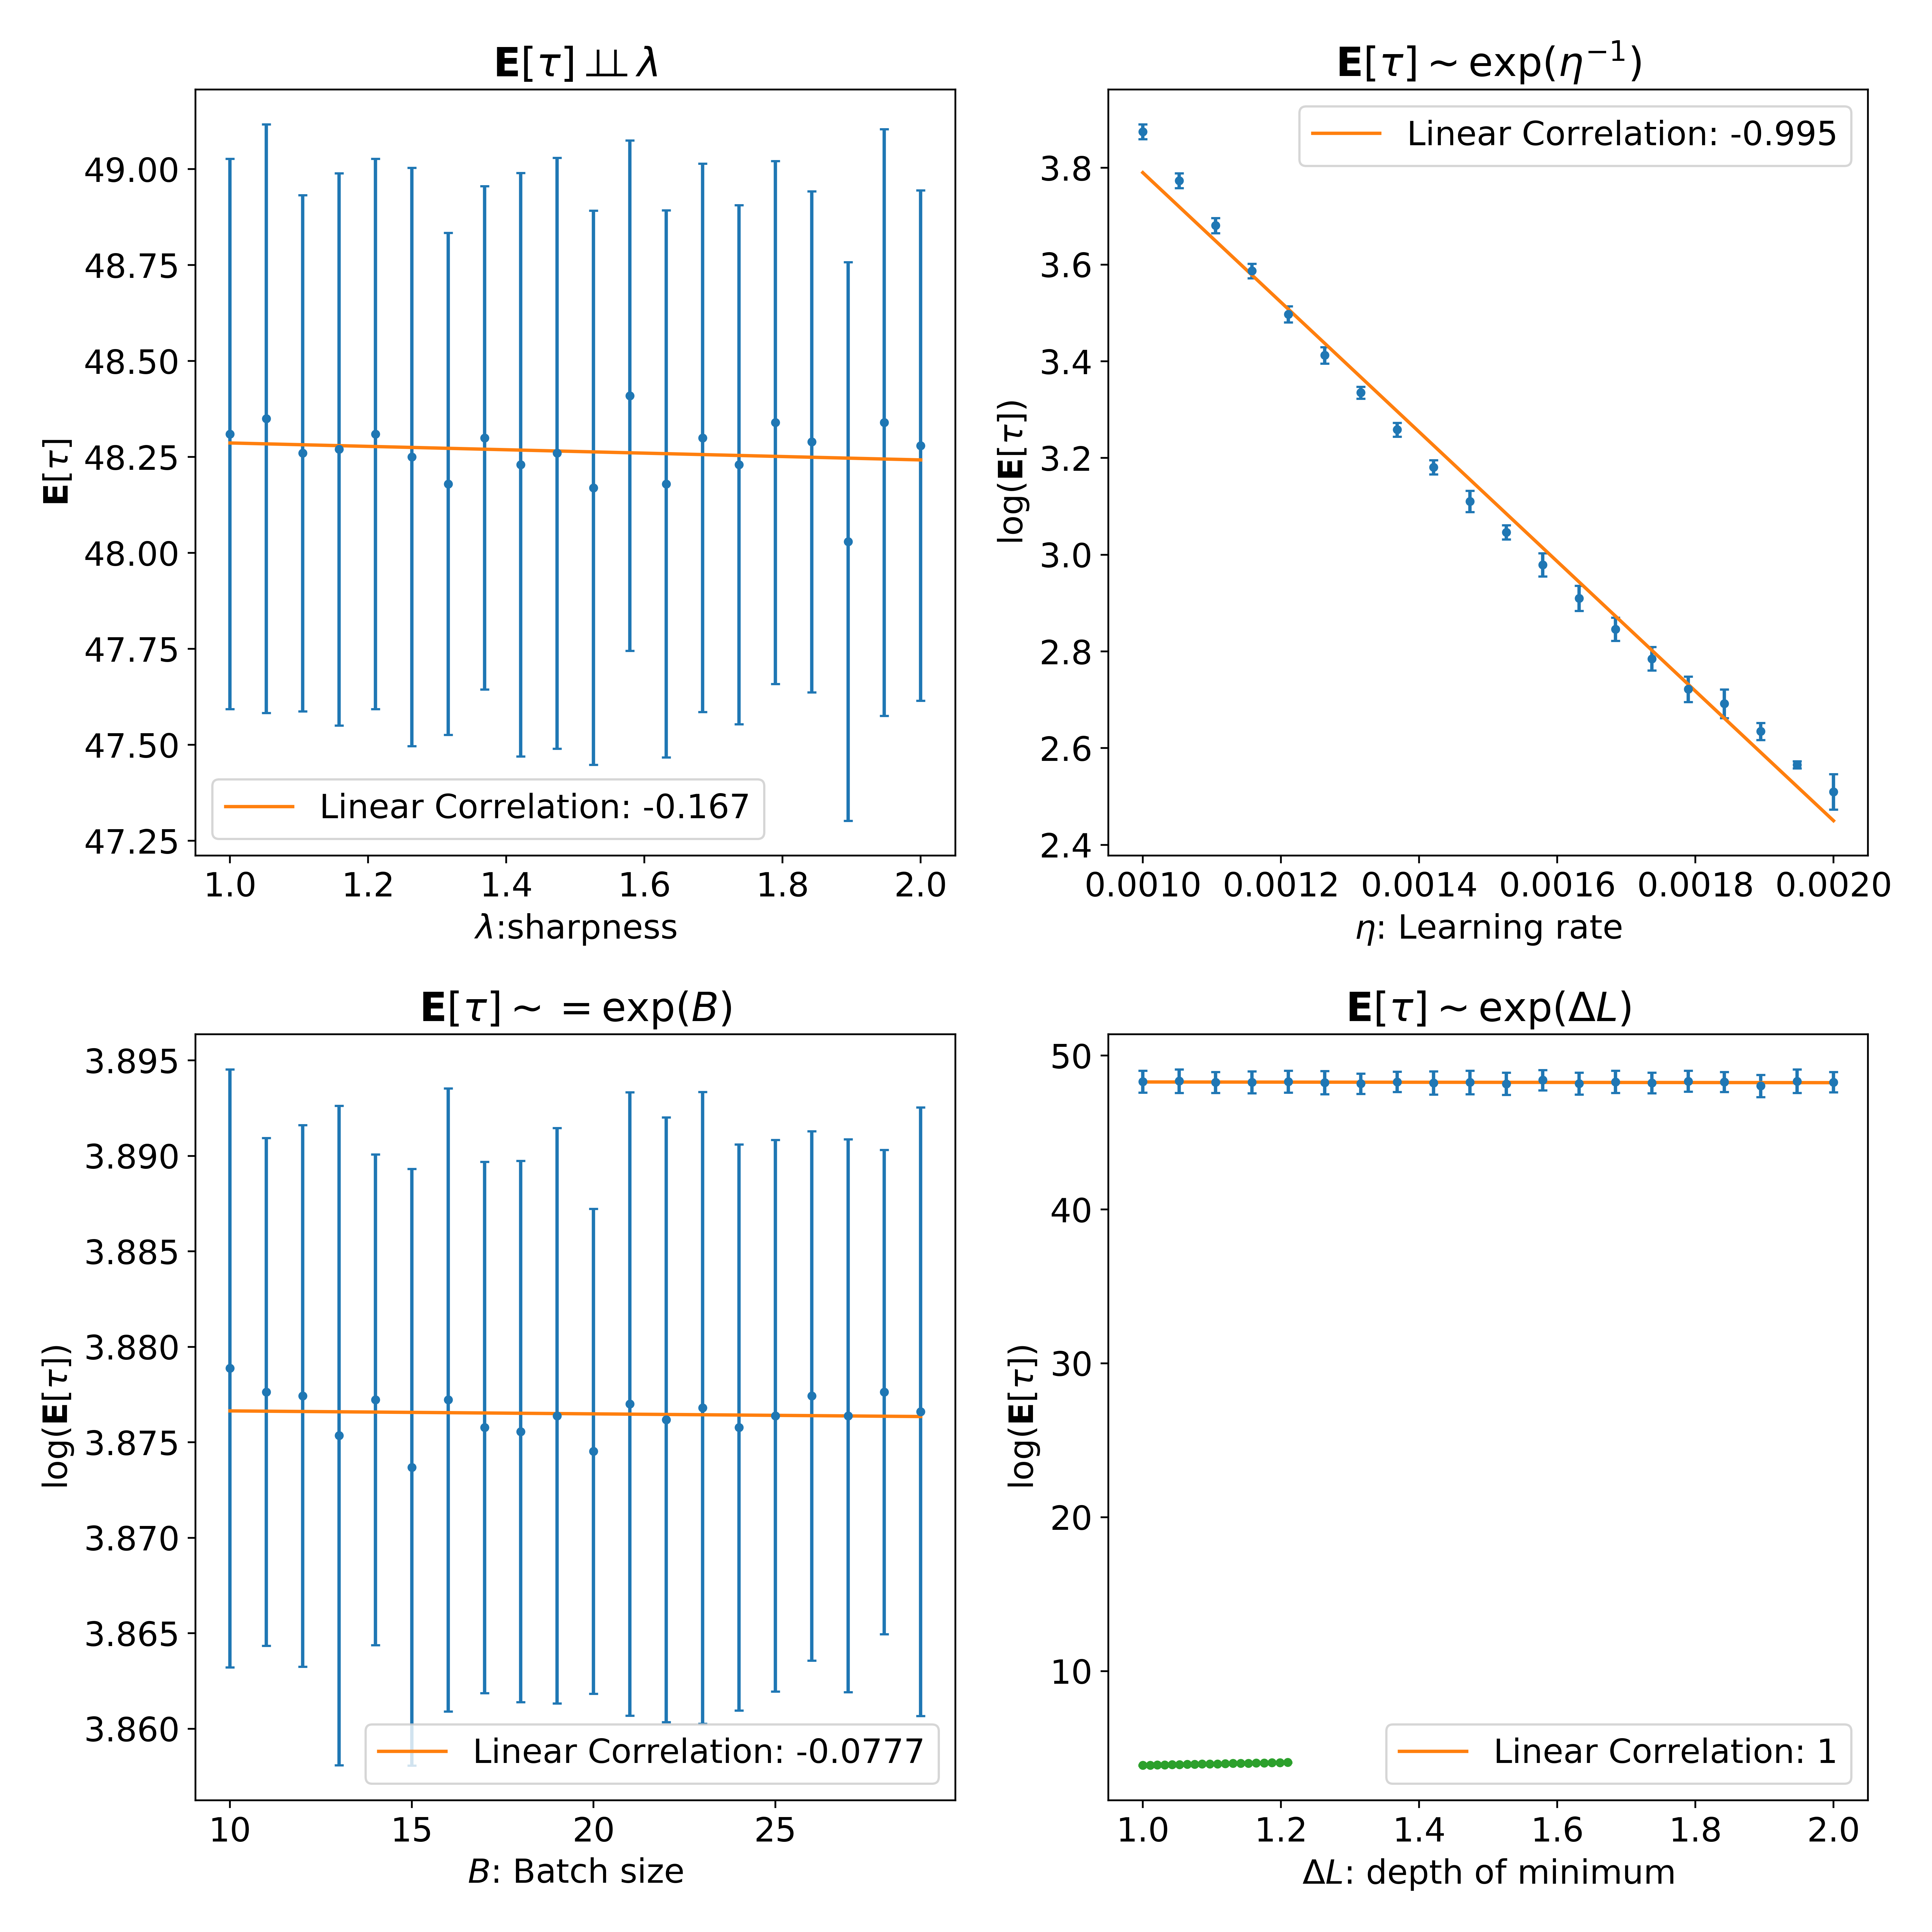 E[τ] ⊥⊥ λ
49.00
48.75
48.50
48.25
48.00
47.75
47.50
47.25
E[τ]
Linear Correlation: -0.167
1.0 1.2 1.4 1.6 1.8 2.0
λ:sharpness
E[τ] ~ exp(η⁻¹)
3.8
3.6
3.4
3.2
3.0
2.8
2.6
2.4
log(E[τ])
Linear Correlation: -0.995
0.0010 0.0012 0.0014 0.0016 0.0018 0.0020
η: Learning rate
E[τ] ~ = exp(B)
3.895
3.890
3.885
3.880
3.875
3.870
3.865
3.860
log(E[τ])
Linear Correlation: -0.0777
10 15 20 25
B: Batch size
E[τ] ~ exp(ΔL)
50
40
30
20
10
log(E[τ])
Linear Correlation: 1
1.0 1.2 1.4 1.6 1.8 2.0
ΔL: depth of minimum